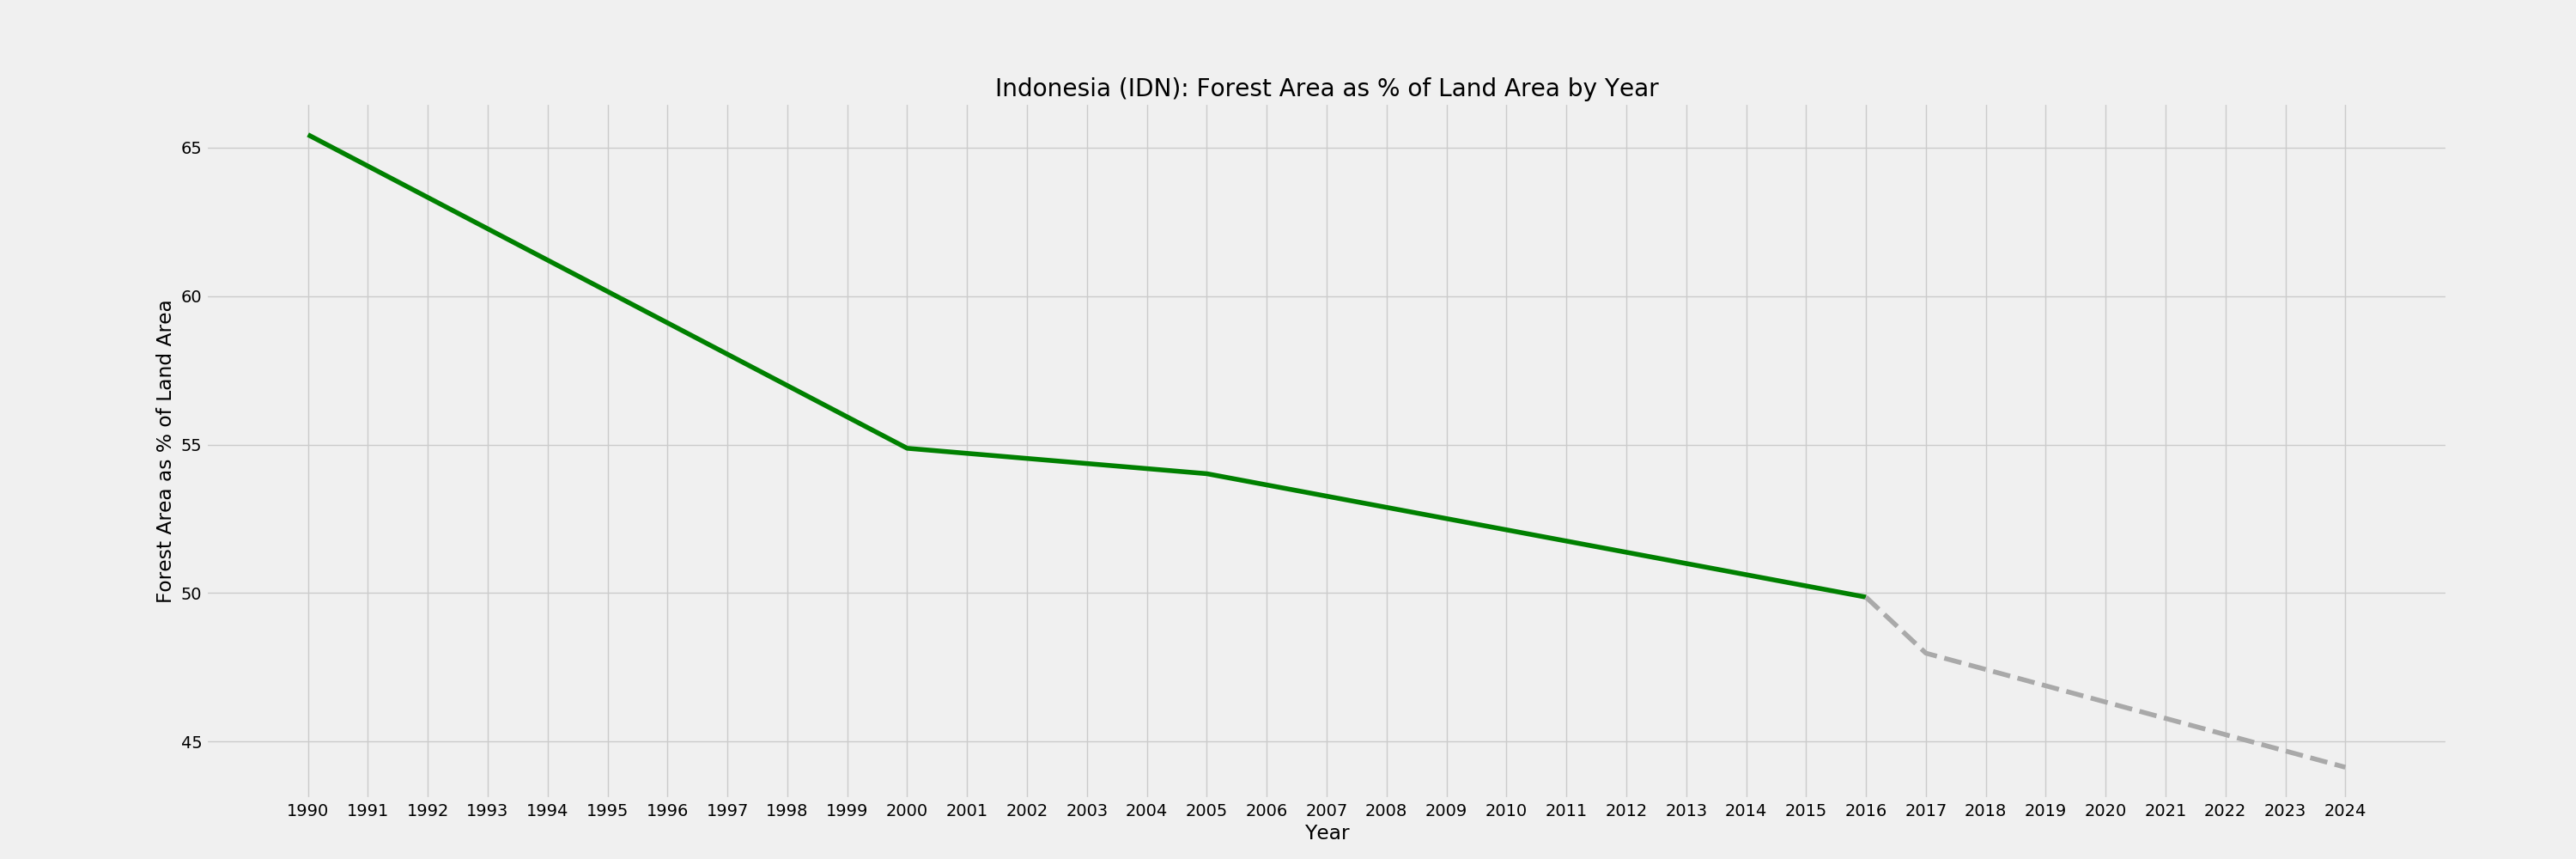 Indonesia (IDN): Forest Area as % of Land Area by Year
Forest Area as % of Land Area
65
60
55
50
45
1990 1991 1992 1993 1994 1995 1996 1997 1998 1999 2000 2001 2002 2003 2004 2005 2006 2007 2008 2009 2010 2011 2012 2013 2014 2015 2016 2017 2018 2019 2020 2021 2022 2023 2024
Year